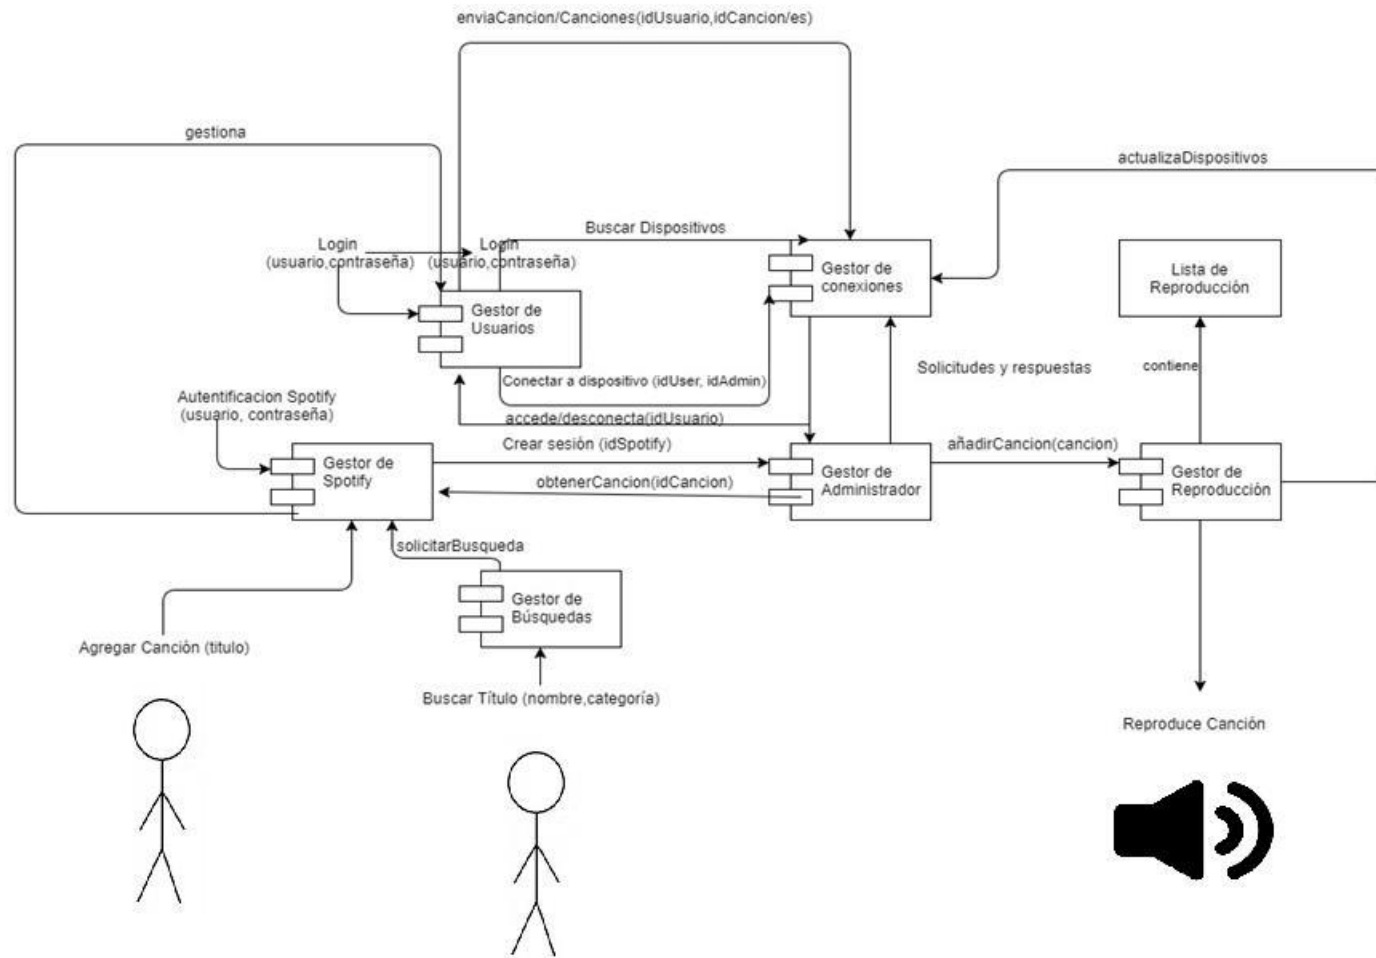 enviaCancion/Canciones(idUsuario,idCancion/es)
gestiona
actualizaDispositivos
Buscar Dispositivos
Login
(usuario,contraseña)
Login
(usuario,contraseña)
Gestor de
conexiones
Lista de
Reproducción
Gestor de
Usuarios
Solicitudes y respuestas
contiene
Conectar a dispositivo (idUser, idAdmin)
Autentificacion Spotify
(usuario, contraseña)
accede/desconecta(idUsuario)
Crear sesión (idSpotify)
añadirCancion(cancion)
Gestor de
Spotify
Gestor de
Administrador
Gestor de
Reproducción
obtenerCancion(idCancion)
solicitarBusqueda
Gestor de
Búsquedas
Agregar Canción (titulo)
Buscar Título (nombre,categoría)
Reproduce Canción